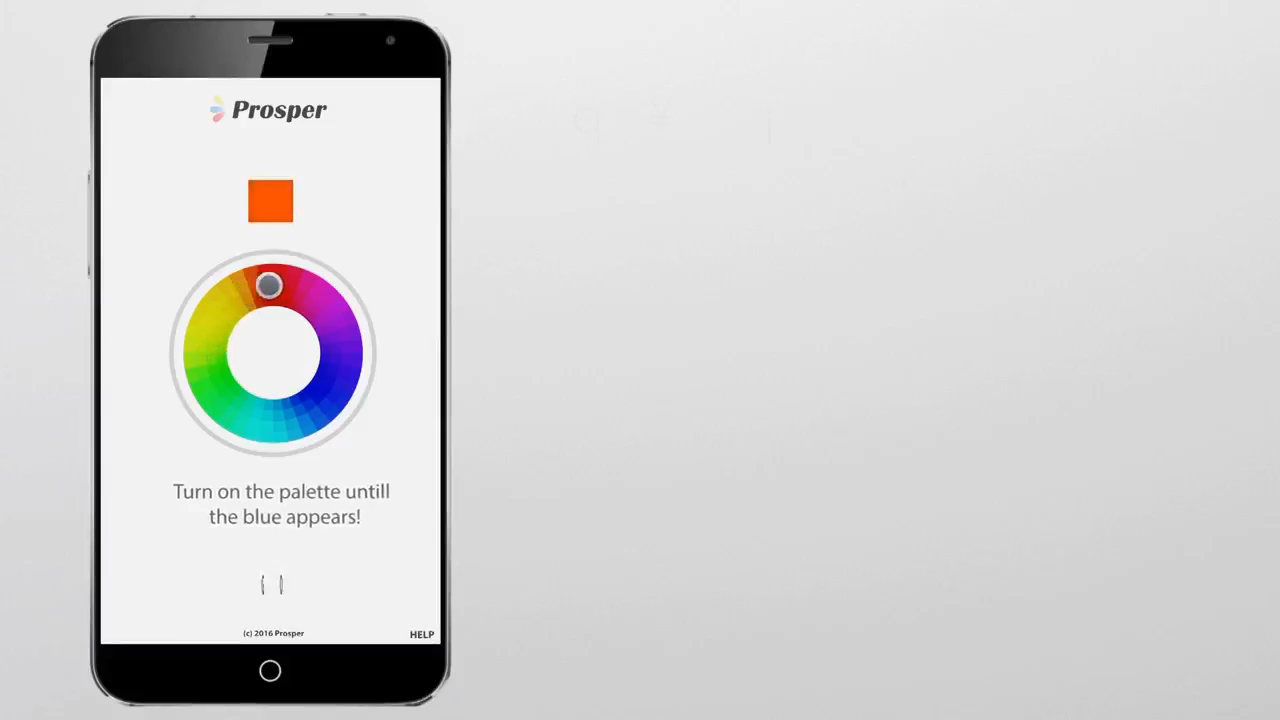 Prosper
Turn on the palette untill
the blue appears!
(c) 2016 Prosper
HELP